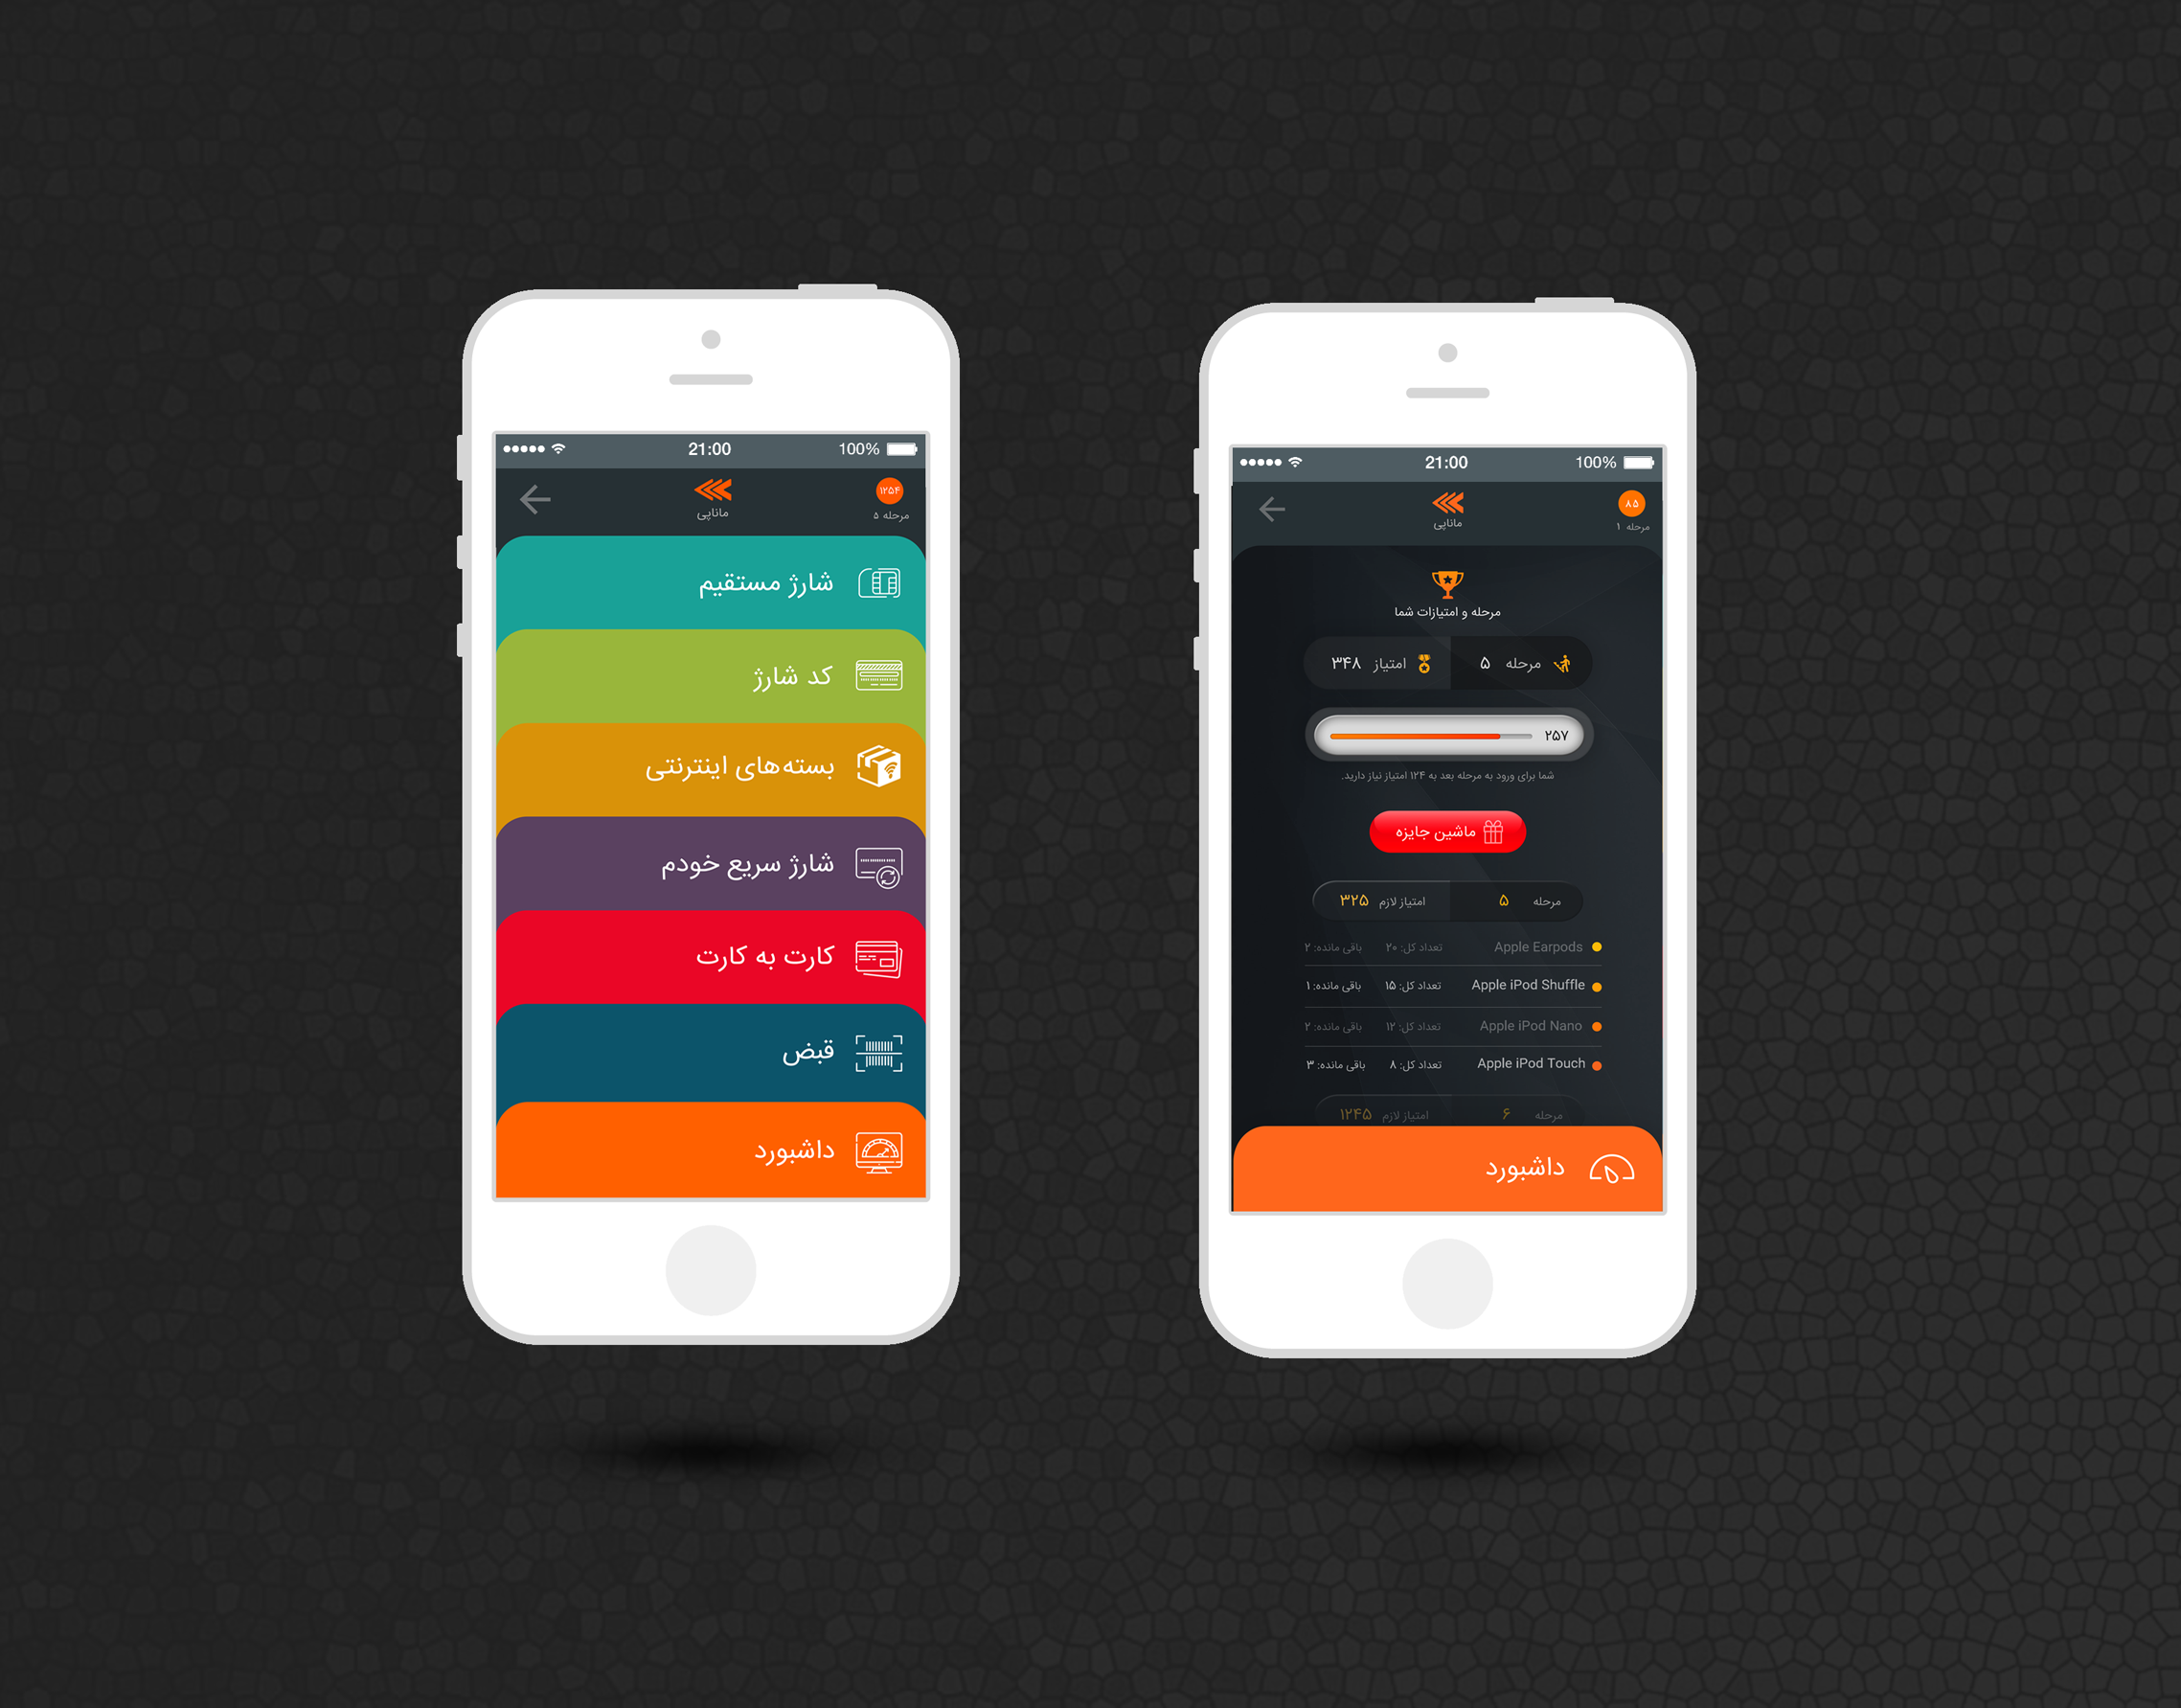 21:00
100%
۱۲۵۴
ماناپی
مرحله ۵
شارژ مستقیم
کد شارژ
بسته‌های اینترنتی
شارژ سریع خودم
کارت به کارت
قبض
داشبورد
21:00
100%
۸۵
ماناپی
مرحله ۱
مرحله و امتیازات شما
مرحله ۵ امتیاز ۳۴۸
۲۵۷
شما برای ورود به مرحله بعد به ۱۲۴ امتیاز نیاز دارید.
ماشین جایزه
مرحله ۵ امتیاز لازم ۳۲۵
Apple Earpods تعداد کل: ۲۰ باقی مانده: ۲
Apple iPod Shuffle تعداد کل: ۱۵ باقی مانده: ۱
Apple iPod Nano تعداد کل: ۱۲ باقی مانده: ۲
Apple iPod Touch تعداد کل: ۸ باقی مانده: ۳
مرحله ۶ امتیاز لازم ۱۲۴۵
داشبورد